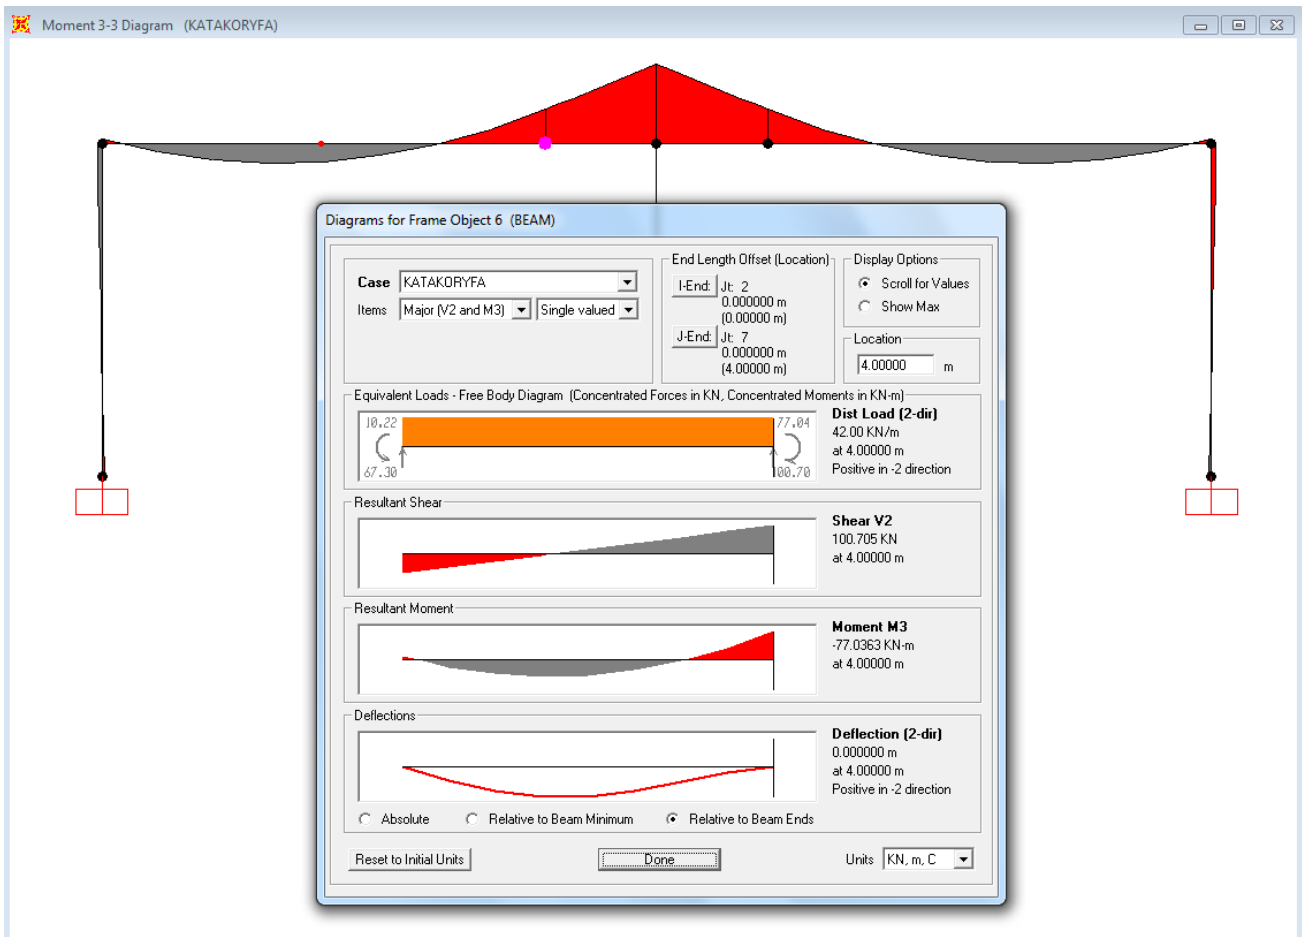 Moment 3-3 Diagram (KATAKORYFA)
Diagrams for Frame Object 6 (BEAM)
Case KATAKORYFA
Items Major (V2 and M3) Single valued
End Length Offset (Location)
I-End: Jt: 2
0.000000 m
(0.00000 m)
J-End: Jt: 7
0.000000 m
(4.00000 m)
Display Options
Scroll for Values
Show Max
Location
4.00000 m
Equivalent Loads - Free Body Diagram (Concentrated Forces in KN, Concentrated Moments in KN-m)
10.22 77.04
67.30 100.70
Dist Load (2-dir)
42.00 KN/m
at 4.00000 m
Positive in -2 direction
Resultant Shear
Shear V2
100.705 KN
at 4.00000 m
Resultant Moment
Moment M3
-77.0363 KN-m
at 4.00000 m
Deflections
Deflection (2-dir)
0.000000 m
at 4.00000 m
Positive in -2 direction
Absolute Relative to Beam Minimum Relative to Beam Ends
Reset to Initial Units Done Units KN, m, C